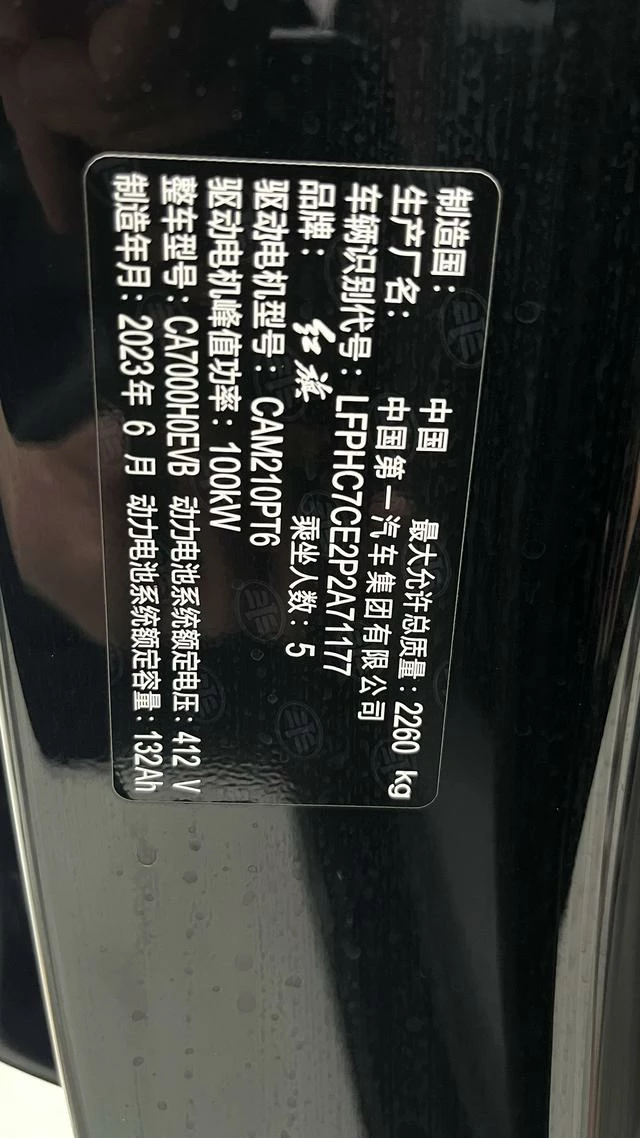 制造国： 中国 最大允许总质量：2260 kg
生产厂名： 中国第一汽车集团有限公司
车辆识别代号：LFPHC7CE2P2A71177
品牌： 红旗 乘坐人数：5
驱动电机型号：CAM210PT6
驱动电机峰值功率：100kW
整车型号：CA7000H0EVB 动力电池系统额定电压：412 V
制造年月：2023年 6 月 动力电池系统额定容量：132Ah